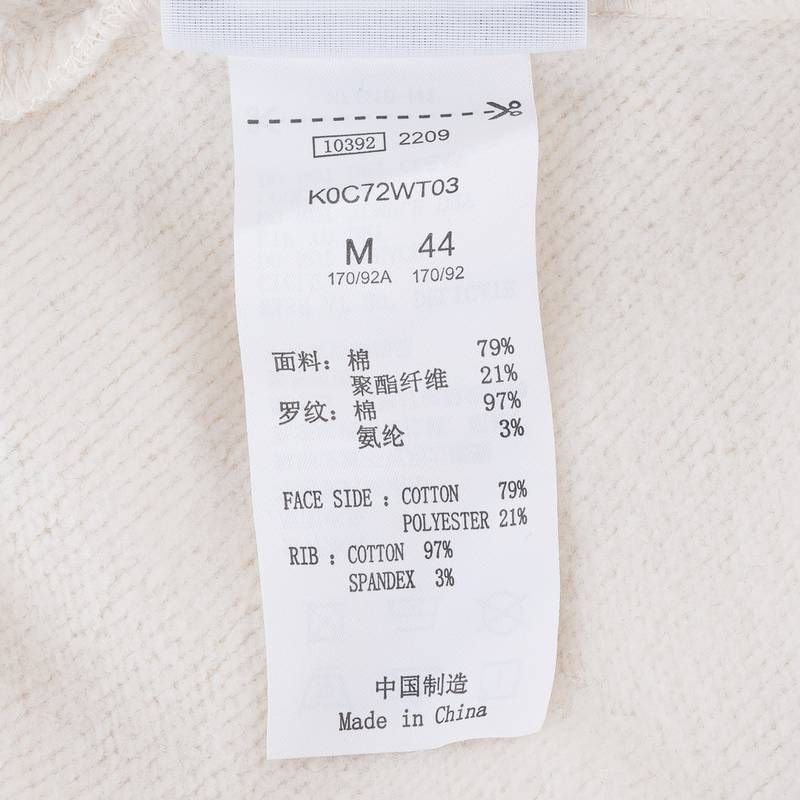 10392 2209
K0C72WT03
M 44
170/92A 170/92
面料：棉 79%
聚酯纤维 21%
罗纹：棉 97%
氨纶 3%
FACE SIDE : COTTON 79%
POLYESTER 21%
RIB : COTTON 97%
SPANDEX 3%
中国制造
Made in China